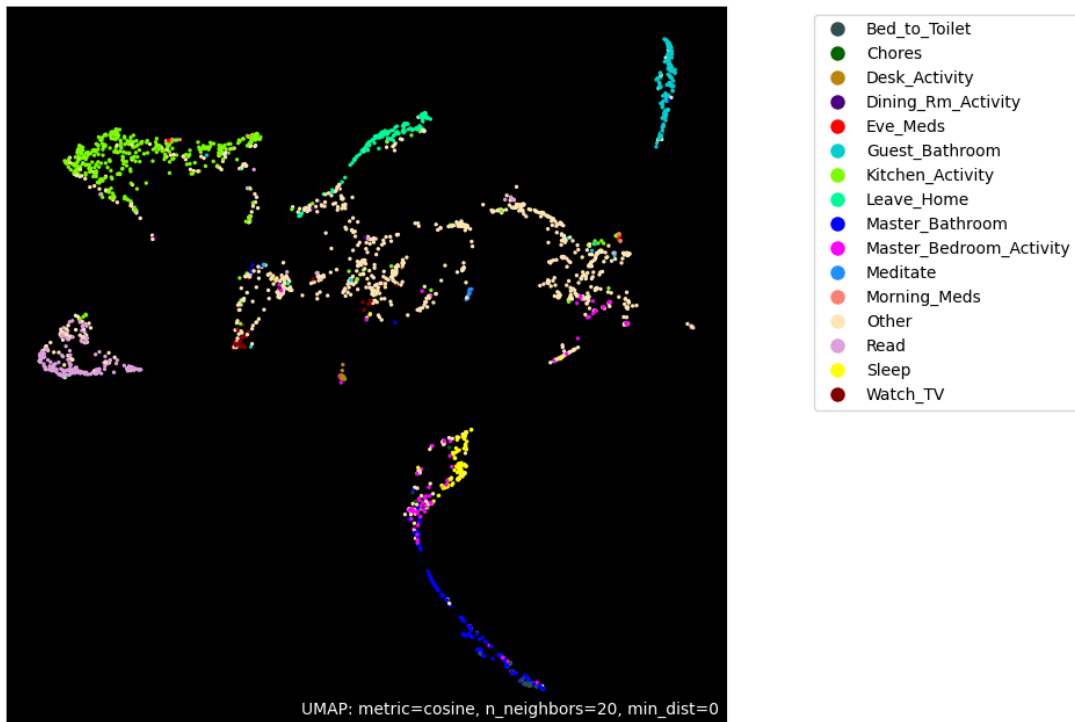 Bed_to_Toilet
Chores
Desk_Activity
Dining_Rm_Activity
Eve_Meds
Guest_Bathroom
Kitchen_Activity
Leave_Home
Master_Bathroom
Master_Bedroom_Activity
Meditate
Morning_Meds
Other
Read
Sleep
Watch_TV
UMAP: metric=cosine, n_neighbors=20, min_dist=0